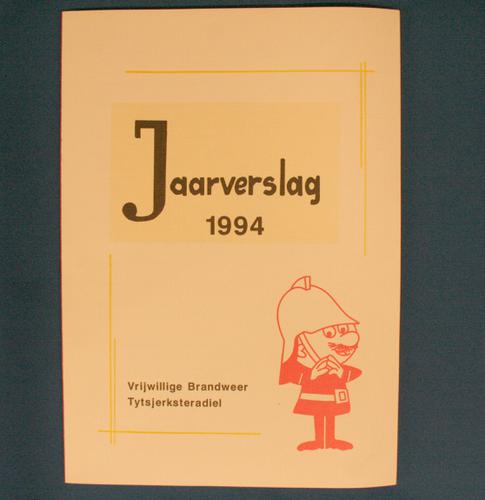 Jaarverslag
1994
Vrijwillige Brandweer
Tytsjerksteradiel